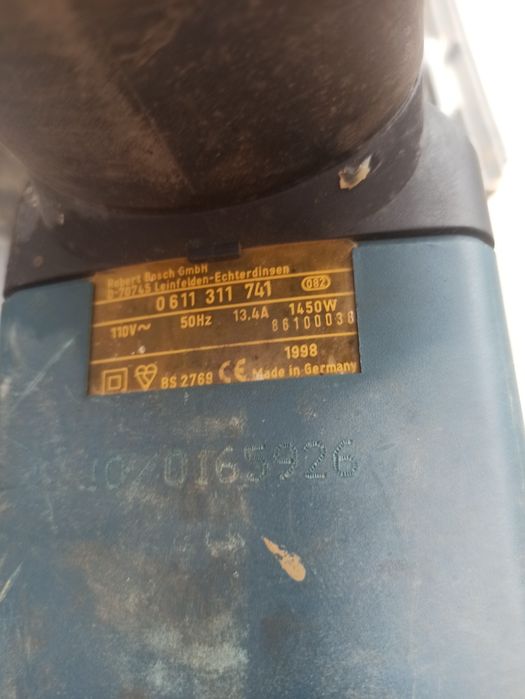 Robert Bosch GmbH
D-70745 Leinfelden-Echterdingen
0 611 311 741 082
110V~ 50Hz 13.4A 1450W
86100038
1998
BS 2769 CE Made in Germany
0165926